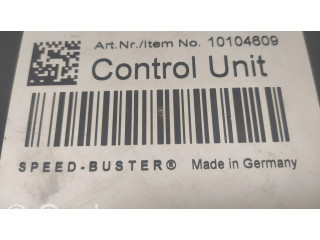 Art.Nr./Item No. 10104609
Control Unit
SPEED-BUSTER® Made in Germany